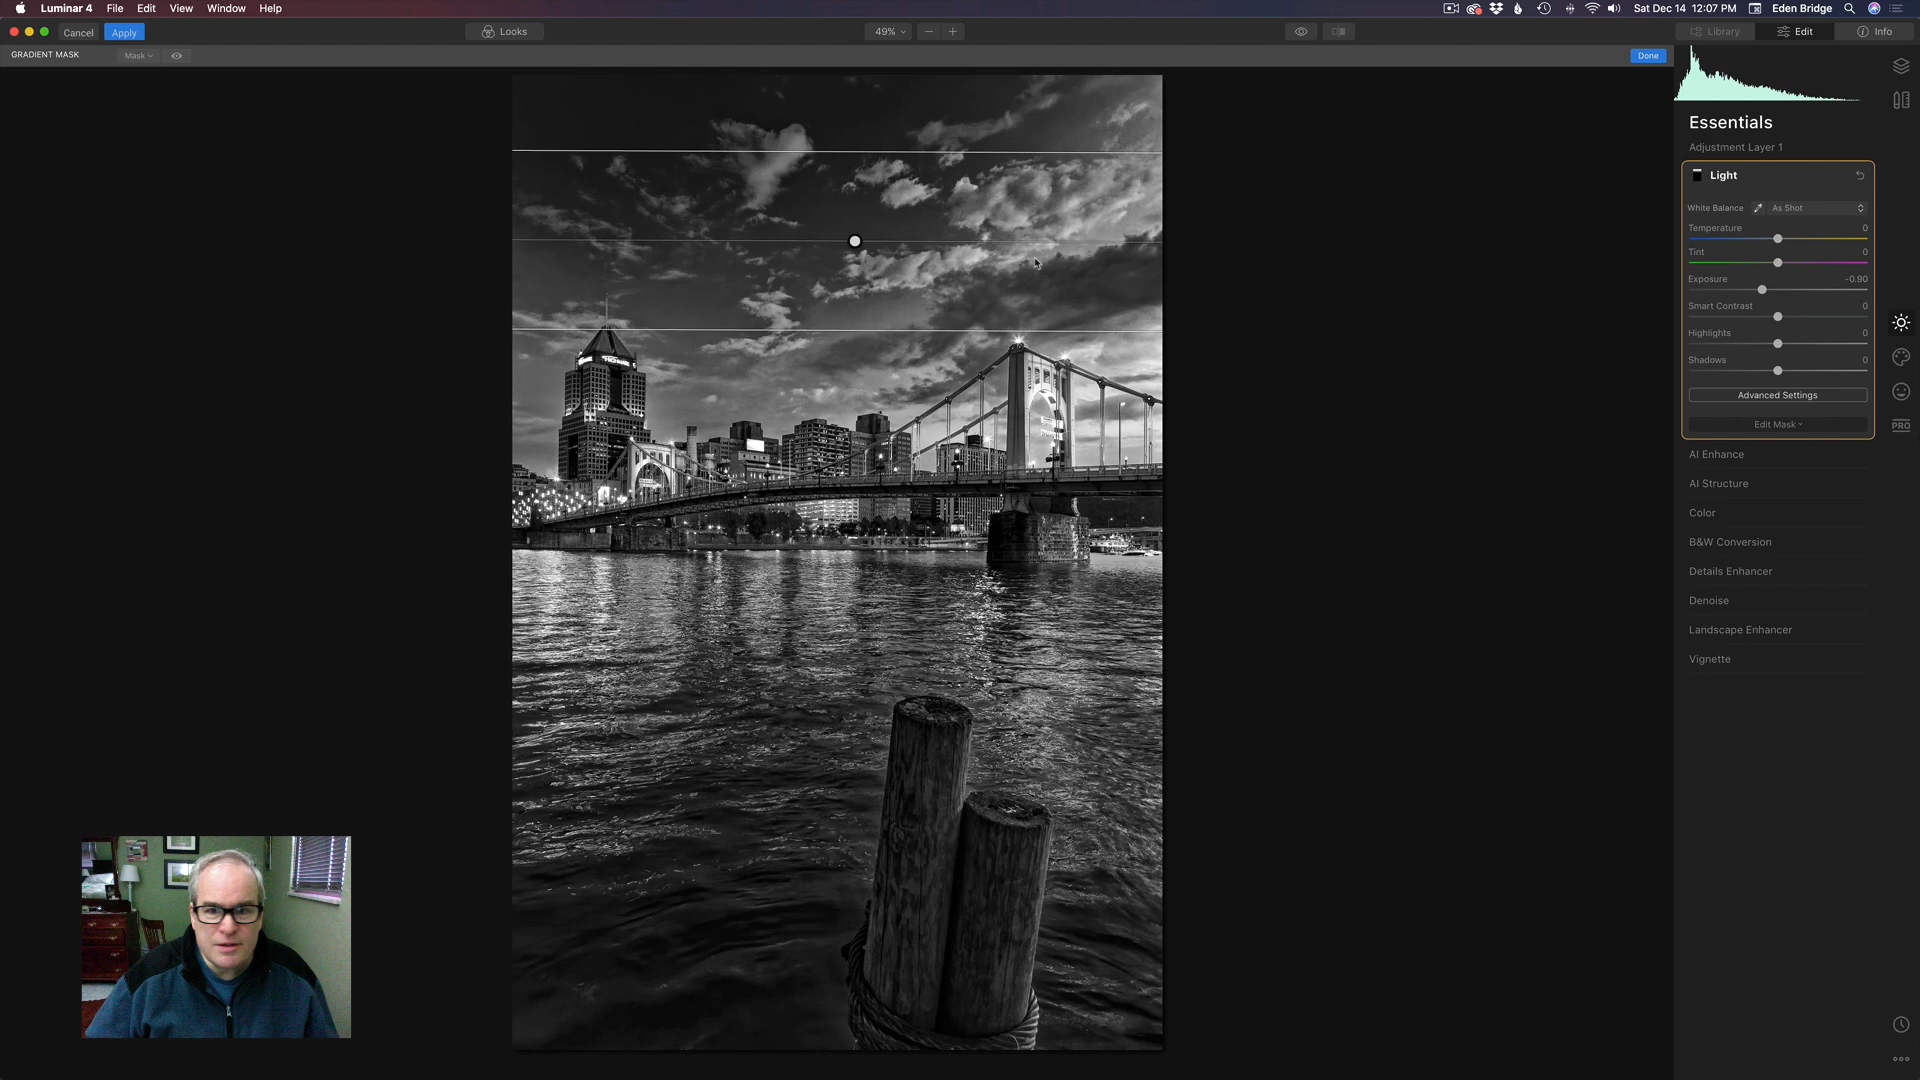 Luminar 4 File Edit View Window Help Sat Dec 14 12:07 PM Eden Bridge
Cancel Apply Looks 49% Library Edit Info
GRADIENT MASK Mask Done
Essentials
Adjustment Layer 1
Light
White Balance As Shot
Temperature 0
Tint 0
Exposure -0.90
Smart Contrast 0
Highlights 0
Shadows 0
Advanced Settings
Edit Mask
PRO
AI Enhance
AI Structure
Color
B&W Conversion
Details Enhancer
Denoise
Landscape Enhancer
Vignette